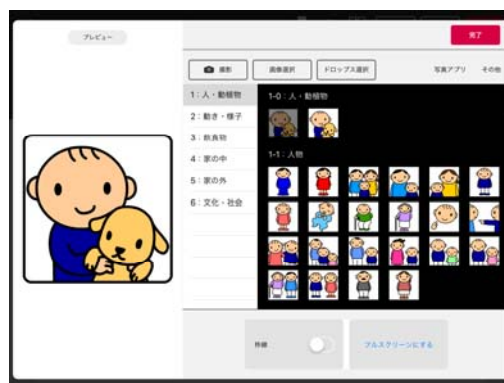 プレビュー
完了
撮影
画像選択
ドロップス選択
写真アプリ
その他
1：人・動植物
2：動き・様子
3：飲食物
4：家の中
5：家の外
6：文化・社会
1-0：人・動植物
1-1：人物
枠線
フルスクリーンにする